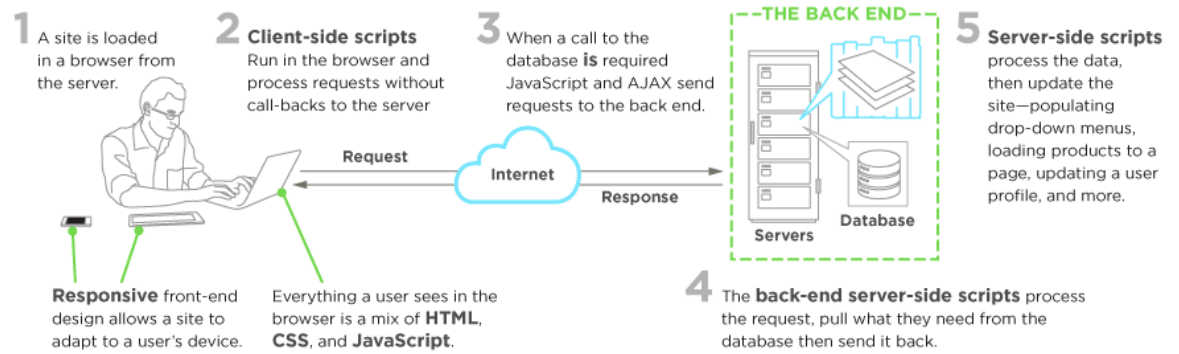 1
A site is loaded
in a browser from
the server.
2
Client-side scripts
Run in the browser and
process requests without
call-backs to the server
3
When a call to the
database is required
JavaScript and AJAX send
requests to the back end.
THE BACK END
5
Server-side scripts
process the data,
then update the
site—populating
drop-down menus,
loading products to a
page, updating a user
profile, and more.
Request
Internet
Response
Servers
Database
Responsive front-end
design allows a site to
adapt to a user's device.
Everything a user sees in the
browser is a mix of HTML,
CSS, and JavaScript.
4
The back-end server-side scripts process
the request, pull what they need from the
database then send it back.